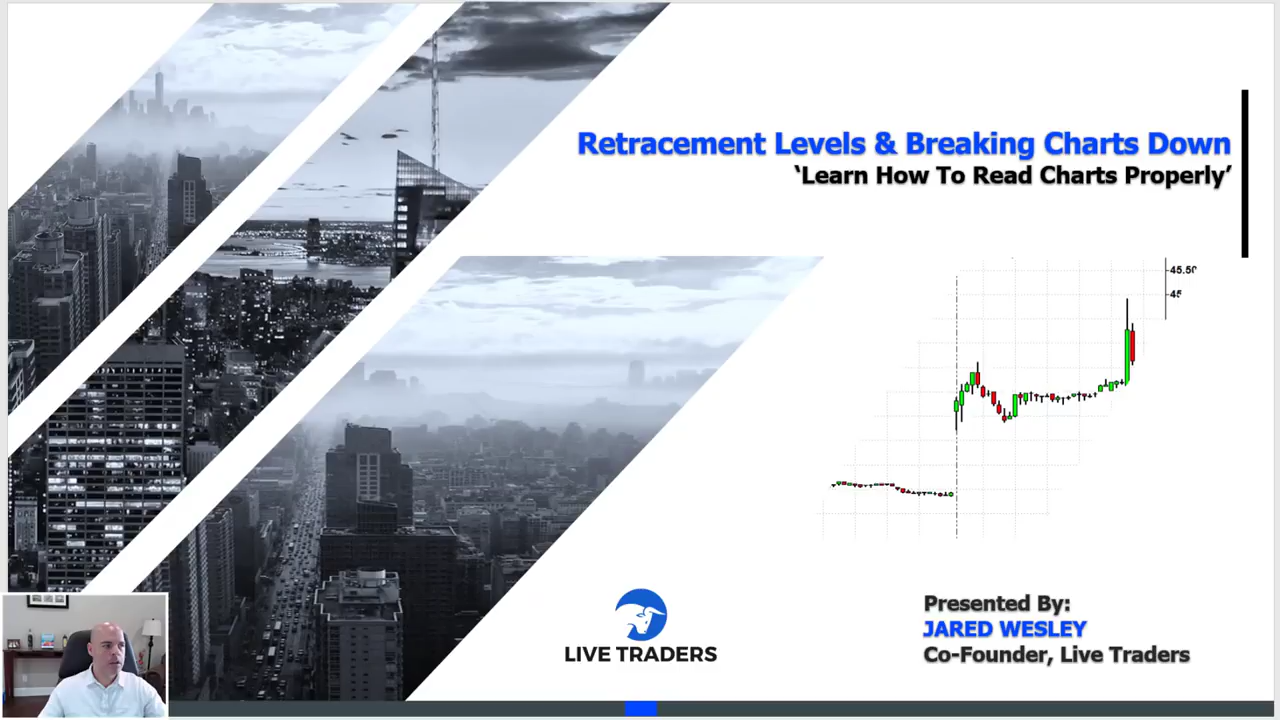 Retracement Levels & Breaking Charts Down
‘Learn How To Read Charts Properly’
45.50
45
LIVE TRADERS
Presented By:
JARED WESLEY
Co-Founder, Live Traders